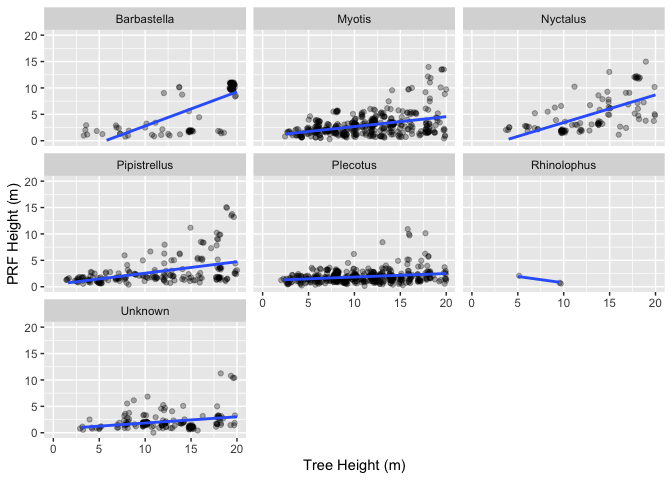 Barbastella Myotis Nyctalus
20
15
10
5
0
Pipistrellus Plecotus Rhinolophus
20
15
10
5
0
0 5 10 15 20 0 5 10 15 20
Unknown
20
15
10
5
0
0 5 10 15 20
PRF Height (m)
Tree Height (m)